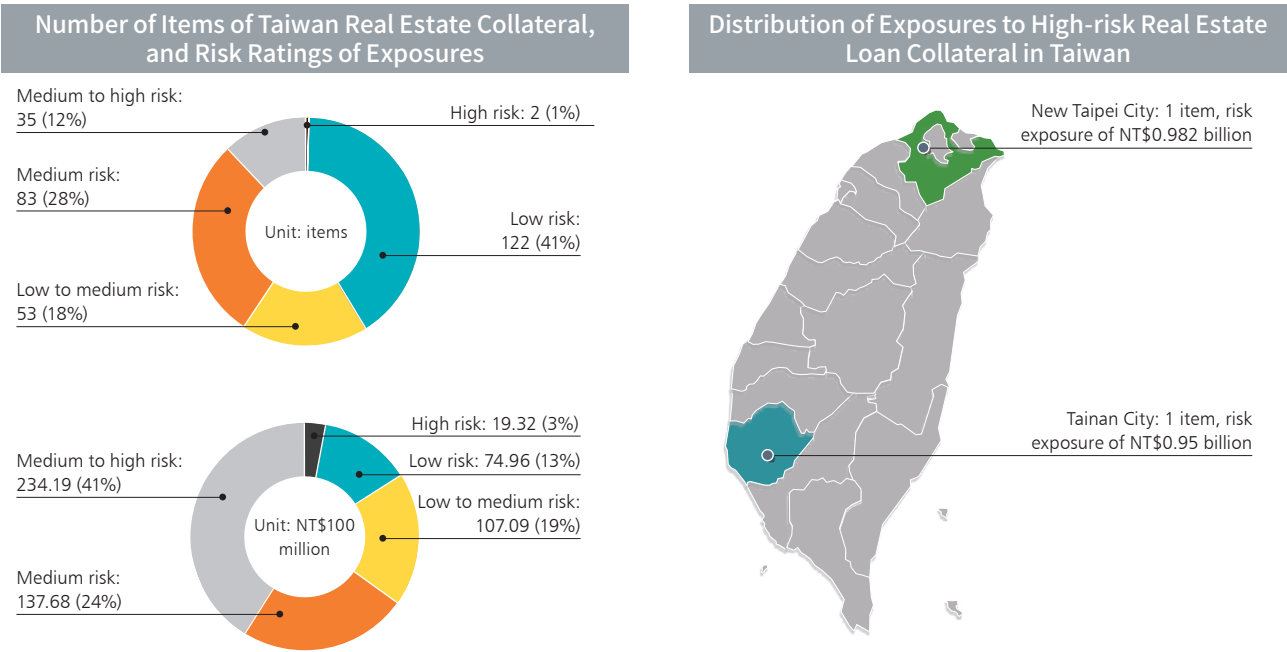 Number of Items of Taiwan Real Estate Collateral,
and Risk Ratings of Exposures
Medium to high risk:
35 (12%)
High risk: 2 (1%)
Medium risk:
83 (28%)
Unit: items
Low risk:
122 (41%)
Low to medium risk:
53 (18%)
High risk: 19.32 (3%)
Medium to high risk:
234.19 (41%)
Low risk: 74.96 (13%)
Low to medium risk:
107.09 (19%)
Unit: NT$100
million
Medium risk:
137.68 (24%)
Distribution of Exposures to High-risk Real Estate
Loan Collateral in Taiwan
New Taipei City: 1 item, risk
exposure of NT$0.982 billion
Tainan City: 1 item, risk
exposure of NT$0.95 billion